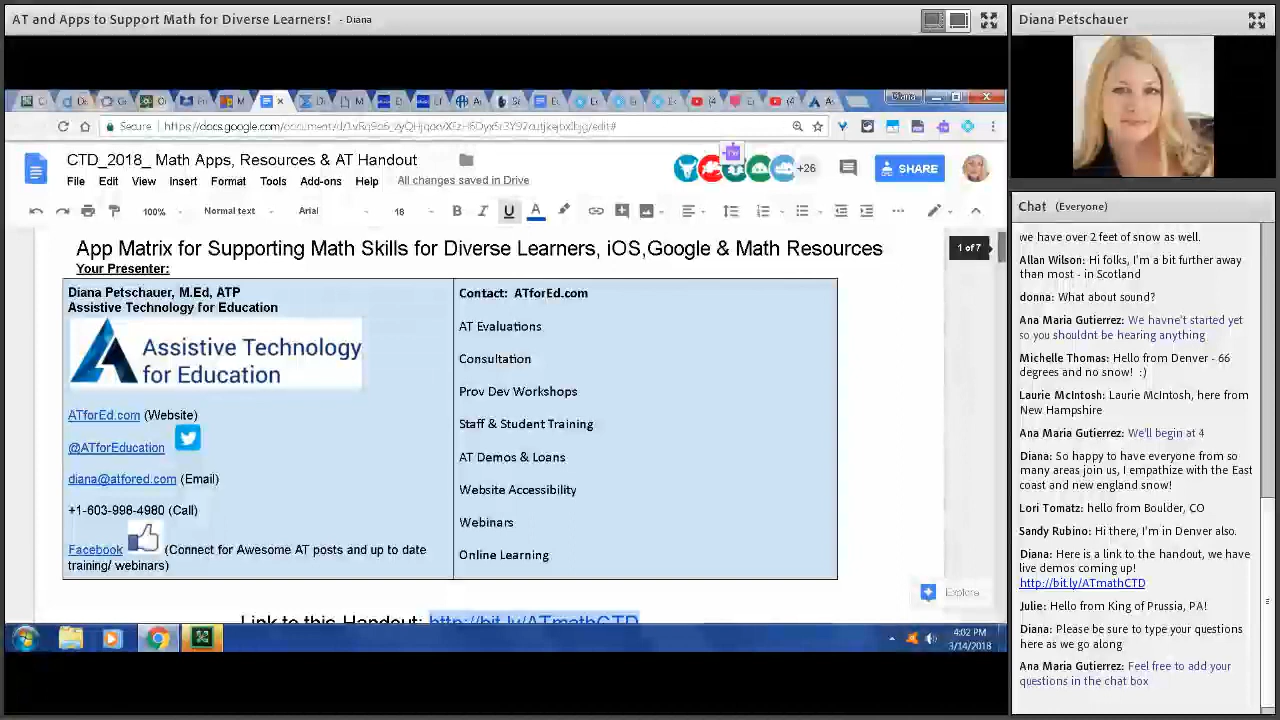 AT and Apps to Support Math for Diverse Learners! - Diana
Secure
CTD_2018_ Math Apps, Resources & AT Handout
+26
SHARE
File Edit View Insert Format Tools Add-ons Help All changes saved in Drive
100% Normal text Arial 18 B I U A
App Matrix for Supporting Math Skills for Diverse Learners, iOS,Google & Math Resources
1 of 7
Your Presenter:
Diana Petschauer, M.Ed, ATP
Assistive Technology for Education
Assistive Technology
for Education
ATforEd.com (Website)
@ATforEducation
diana@atfored.com (Email)
+1-603-998-4980 (Call)
Facebook (Connect for Awesome AT posts and up to date
training/ webinars)
Contact: ATforEd.com
AT Evaluations
Consultation
Prov Dev Workshops
Staff & Student Training
AT Demos & Loans
Website Accessibility
Webinars
Online Learning
Explore
Link to this Handout: http://bit.ly/ATmathCTD
4:02 PM
3/14/2018
Diana Petschauer
Chat (Everyone)
we have over 2 feet of snow as well.
Allan Wilson: Hi folks, I'm a bit further away
than most - in Scotland
donna: What about sound?
Ana Maria Gutierrez: We havne't started yet
so you shouldnt be hearing anything
Michelle Thomas: Hello from Denver - 66
degrees and no snow! :)
Laurie McIntosh: Laurie McIntosh, here from
New Hampshire
Ana Maria Gutierrez: We'll begin at 4
Diana: So happy to have everyone from so
many areas join us, I empathize with the East
coast and new england snow!
Lori Tomatz: hello from Boulder, CO
Sandy Rubino: Hi there, I'm in Denver also.
Diana: Here is a link to the handout, we have
live demos coming up!
http://bit.ly/ATmathCTD
Julie: Hello from King of Prussia, PA!
Diana: Please be sure to type your questions
here as we go along
Ana Maria Gutierrez: Feel free to add your
questions in the chat box